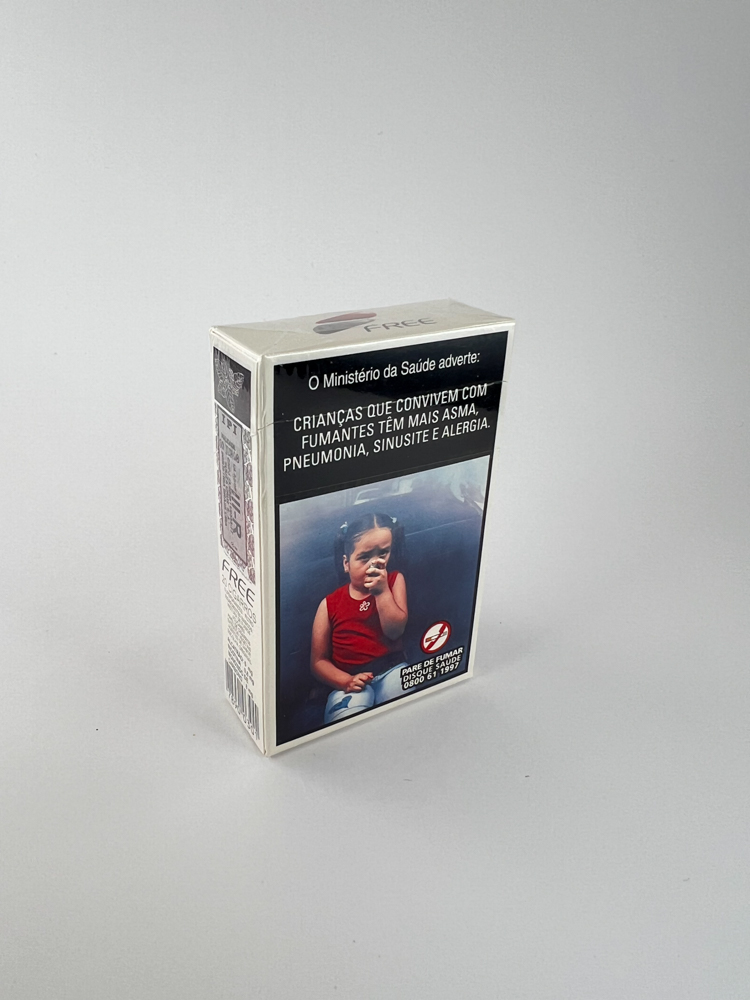 FREE
O Ministério da Saúde adverte:
CRIANÇAS QUE CONVIVEM COM
FUMANTES TÊM MAIS ASMA,
PNEUMONIA, SINUSITE E ALERGIA.
PARE DE FUMAR
DISQUE SAÚDE
0800 61 1997
IPI
FREE